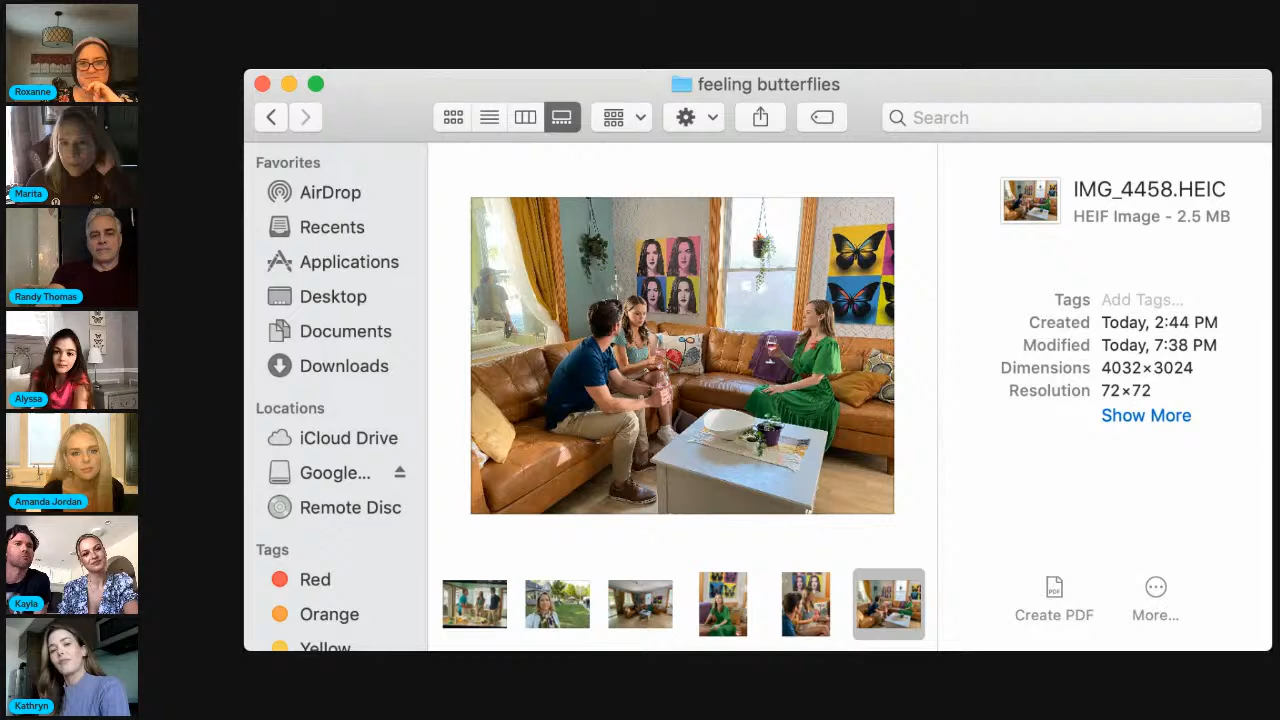 Roxanne
Marita
Randy Thomas
Alyssa
Amanda Jordan
Kayla
Kathryn
feeling butterflies
Search
Favorites
AirDrop
Recents
Applications
Desktop
Documents
Downloads
Locations
iCloud Drive
Google...
Remote Disc
Tags
Red
Orange
Yellow
IMG_4458.HEIC
HEIF Image - 2.5 MB
Tags Add Tags...
Created Today, 2:44 PM
Modified Today, 7:38 PM
Dimensions 4032×3024
Resolution 72×72
Show More
PDF
Create PDF
More...